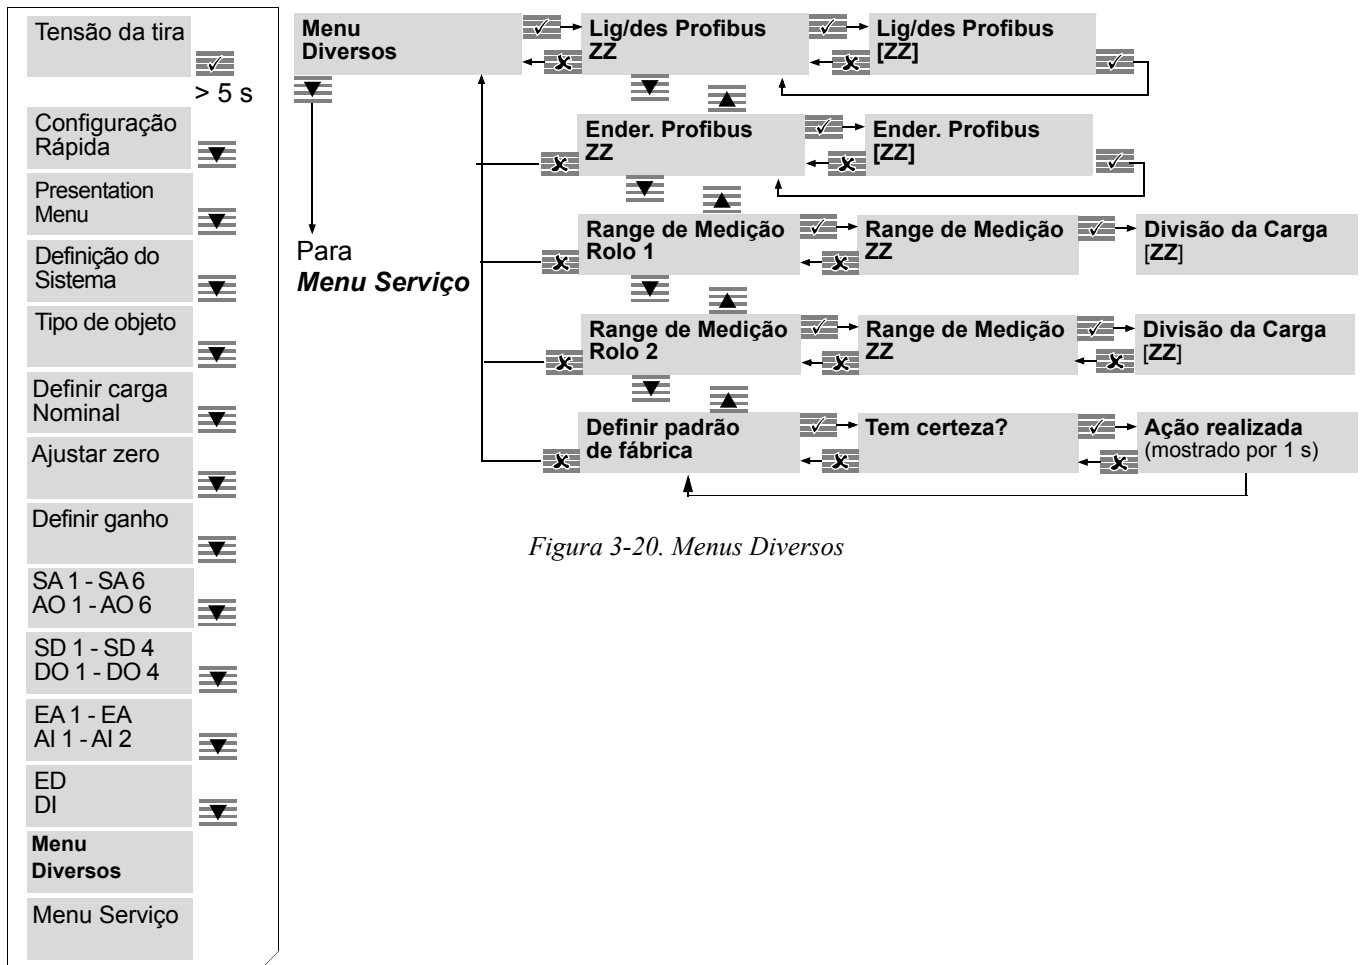 Tensão da tira
> 5 s
Configuração
Rápida
Presentation
Menu
Definição do
Sistema
Tipo de objeto
Definir carga
Nominal
Ajustar zero
Definir ganho
SA 1 - SA 6
AO 1 - AO 6
SD 1 - SD 4
DO 1 - DO 4
EA 1 - EA
AI 1 - AI 2
ED
DI
Menu
Diversos
Menu Serviço
Menu
Diversos
Para
Menu Serviço
Lig/des Profibus
ZZ
Lig/des Profibus
[ZZ]
Ender. Profibus
ZZ
Ender. Profibus
[ZZ]
Range de Medição
Rolo 1
Range de Medição
ZZ
Divisão da Carga
[ZZ]
Range de Medição
Rolo 2
Range de Medição
ZZ
Divisão da Carga
[ZZ]
Definir padrão
de fábrica
Tem certeza?
Ação realizada
(mostrado por 1 s)
Figura 3-20. Menus Diversos